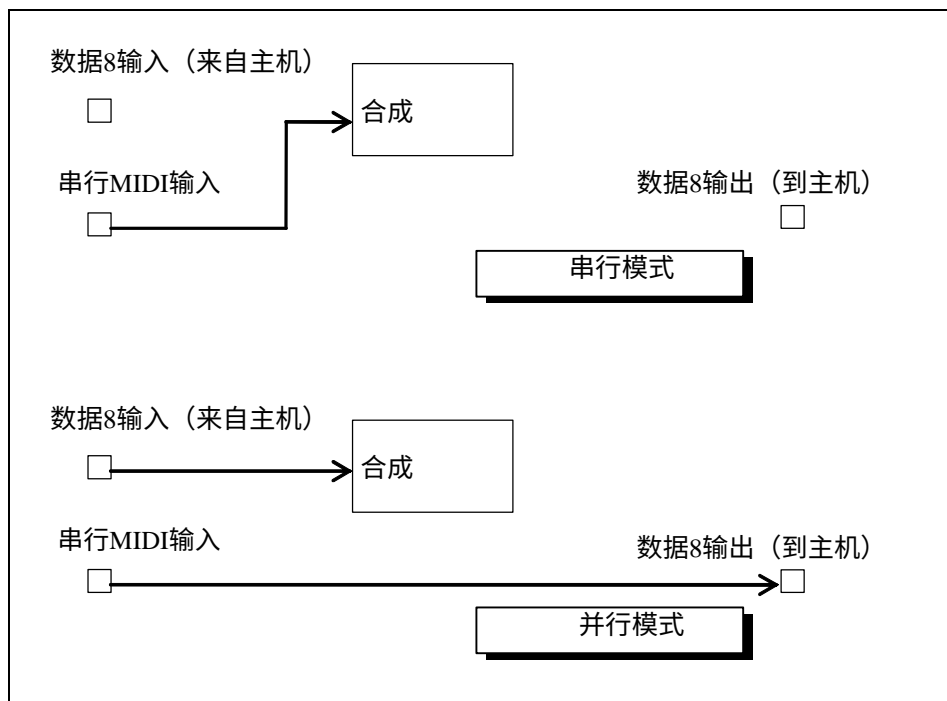 数据8输入（来自主机）
合成
串行MIDI输入
数据8输出（到主机）
串行模式
数据8输入（来自主机）
合成
串行MIDI输入
数据8输出（到主机）
并行模式